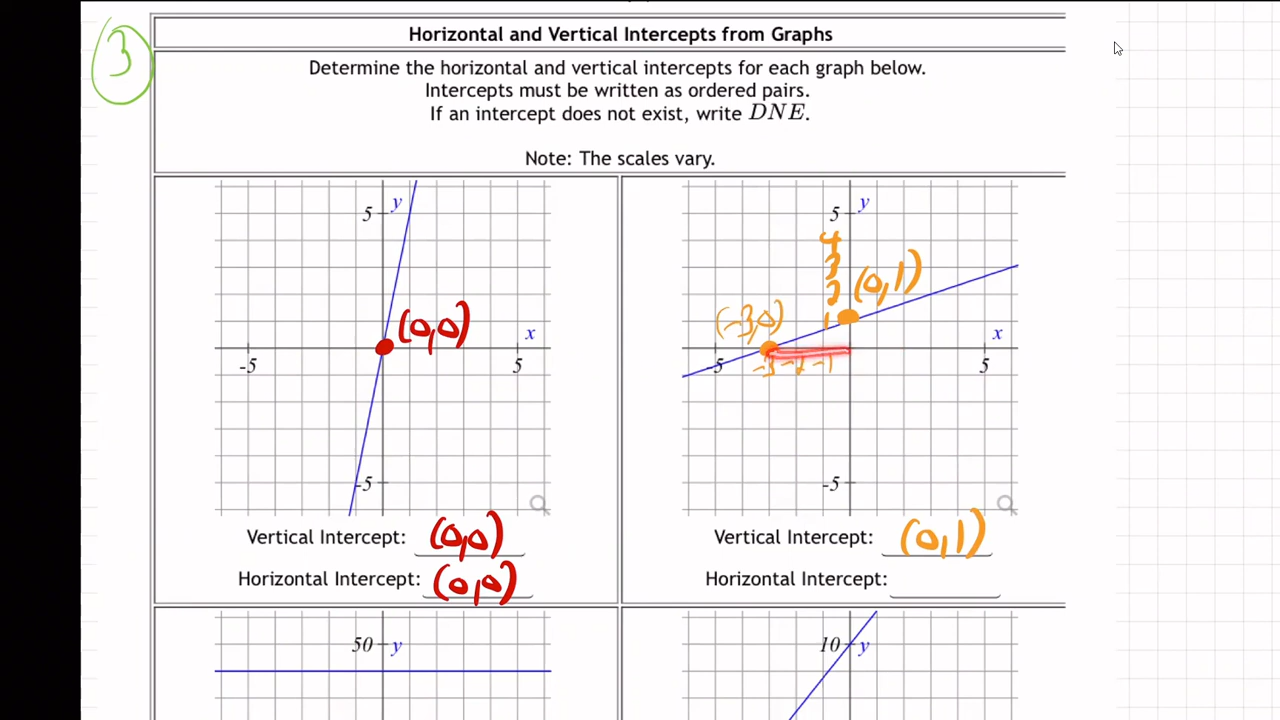 3
Horizontal and Vertical Intercepts from Graphs
Determine the horizontal and vertical intercepts for each graph below.
Intercepts must be written as ordered pairs.
If an intercept does not exist, write DNE.
Note: The scales vary.
5 y
(0,0)
x
-5 5
-5
Vertical Intercept: (0,0)
Horizontal Intercept: (0,0)
5 y
4
3
2
1
(0,1)
(-3,0)
x
-5 -3 -2 -1 5
-5
Vertical Intercept: (0,1)
Horizontal Intercept:
50 y
10 y